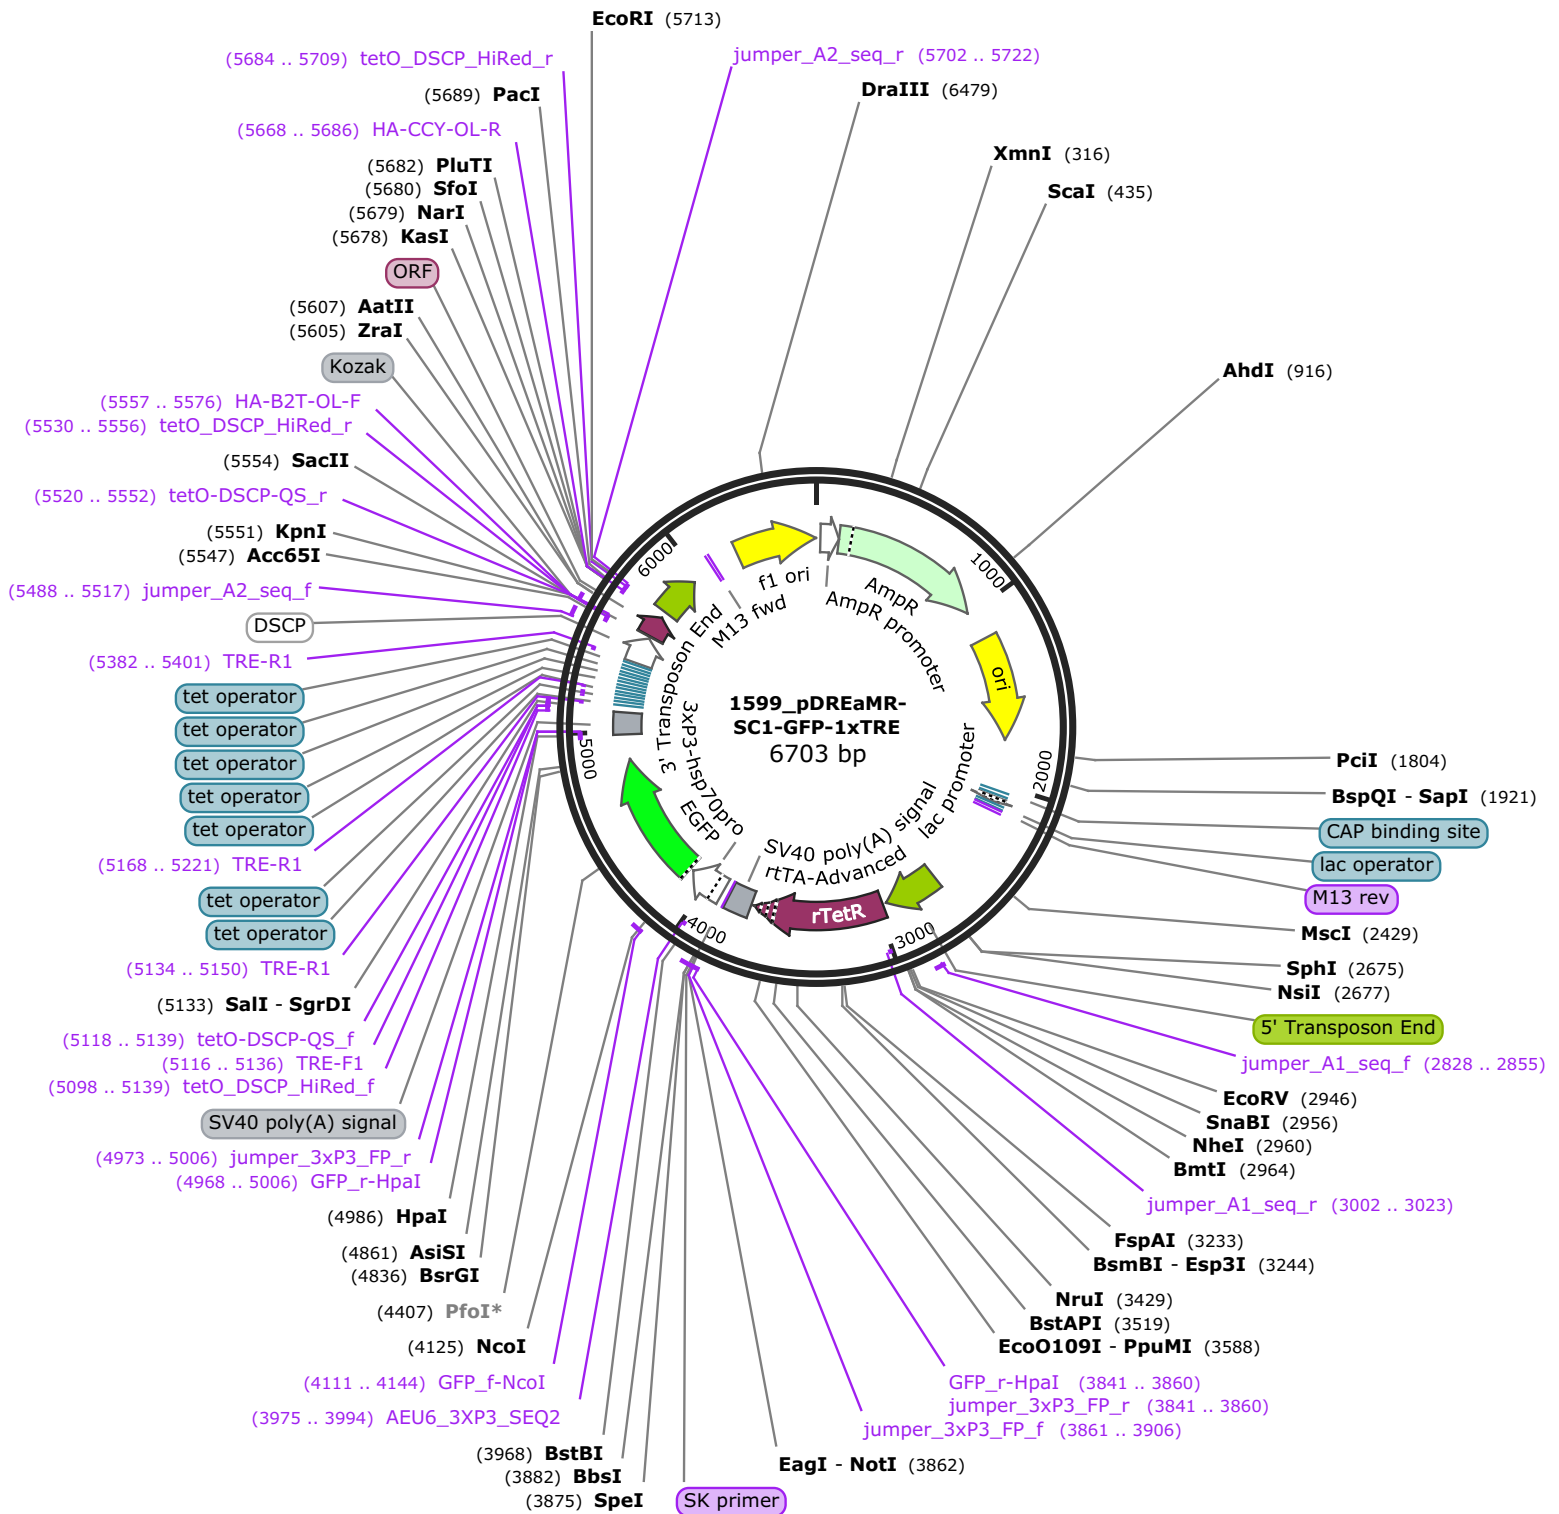 EcoRI (5713)
(5684 .. 5709) tetO_DSCP_HiRed_r
jumper_A2_seq_r (5702 .. 5722)
(5689) PacI
DraIII (6479)
(5668 .. 5686) HA-CCY-OL-R
XmnI (316)
(5682) PluTI
(5680) SfoI
ScaI (435)
(5679) NarI
(5678) KasI
ORF
(5607) AatII
(5605) ZraI
Kozak
AhdI (916)
(5557 .. 5576) HA-B2T-OL-F
(5530 .. 5556) tetO_DSCP_HiRed_r
(5554) SacII
(5520 .. 5552) tetO-DSCP-QS_r
(5551) KpnI
(5547) Acc65I
(5488 .. 5517) jumper_A2_seq_f
DSCP
(5382 .. 5401) TRE-R1
tet operator
tet operator
tet operator
tet operator
tet operator
(5168 .. 5221) TRE-R1
tet operator
tet operator
(5134 .. 5150) TRE-R1
(5133) SalI - SgrDI
(5118 .. 5139) tetO-DSCP-QS_f
(5116 .. 5136) TRE-F1
(5098 .. 5139) tetO_DSCP_HiRed_f
SV40 poly(A) signal
(4973 .. 5006) jumper_3xP3_FP_r
(4968 .. 5006) GFP_r-HpaI
(4986) HpaI
(4861) AsiSI
(4836) BsrGI
(4407) PfoI*
(4125) NcoI
(4111 .. 4144) GFP_f-NcoI
(3975 .. 3994) AEU6_3XP3_SEQ2
(3968) BstBI
(3882) BbsI
(3875) SpeI
SK primer
EagI - NotI (3862)
jumper_3xP3_FP_f (3861 .. 3906)
jumper_3xP3_FP_r (3841 .. 3860)
GFP_r-HpaI (3841 .. 3860)
EcoO109I - PpuMI (3588)
BstAPI (3519)
NruI (3429)
BsmBI - Esp3I (3244)
FspAI (3233)
jumper_A1_seq_r (3002 .. 3023)
BmtI (2964)
NheI (2960)
SnaBI (2956)
EcoRV (2946)
jumper_A1_seq_f (2828 .. 2855)
5' Transposon End
NsiI (2677)
SphI (2675)
MscI (2429)
M13 rev
lac operator
CAP binding site
BspQI - SapI (1921)
PciI (1804)
1000
2000
3000
4000
5000
6000
f1 ori
AmpR promoter
AmpR
ori
lac promoter
rTetR
rtTA-Advanced
SV40 poly(A) signal
3xP3-hsp70pro
EGFP
3' Transposon End
M13 fwd
1599_pDREaMR-
SC1-GFP-1xTRE
6703 bp